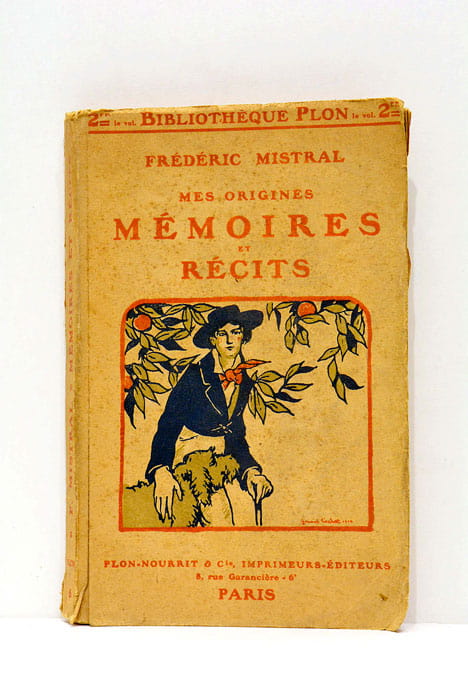 2FR le vol. BIBLIOTHÈQUE PLON le vol. 2FR
FRÉDÉRIC MISTRAL
MES ORIGINES
MÉMOIRES
ET
RÉCITS
PLON-NOURRIT & Cie, IMPRIMEURS-ÉDITEURS
8, rue Garancière - 6e
PARIS